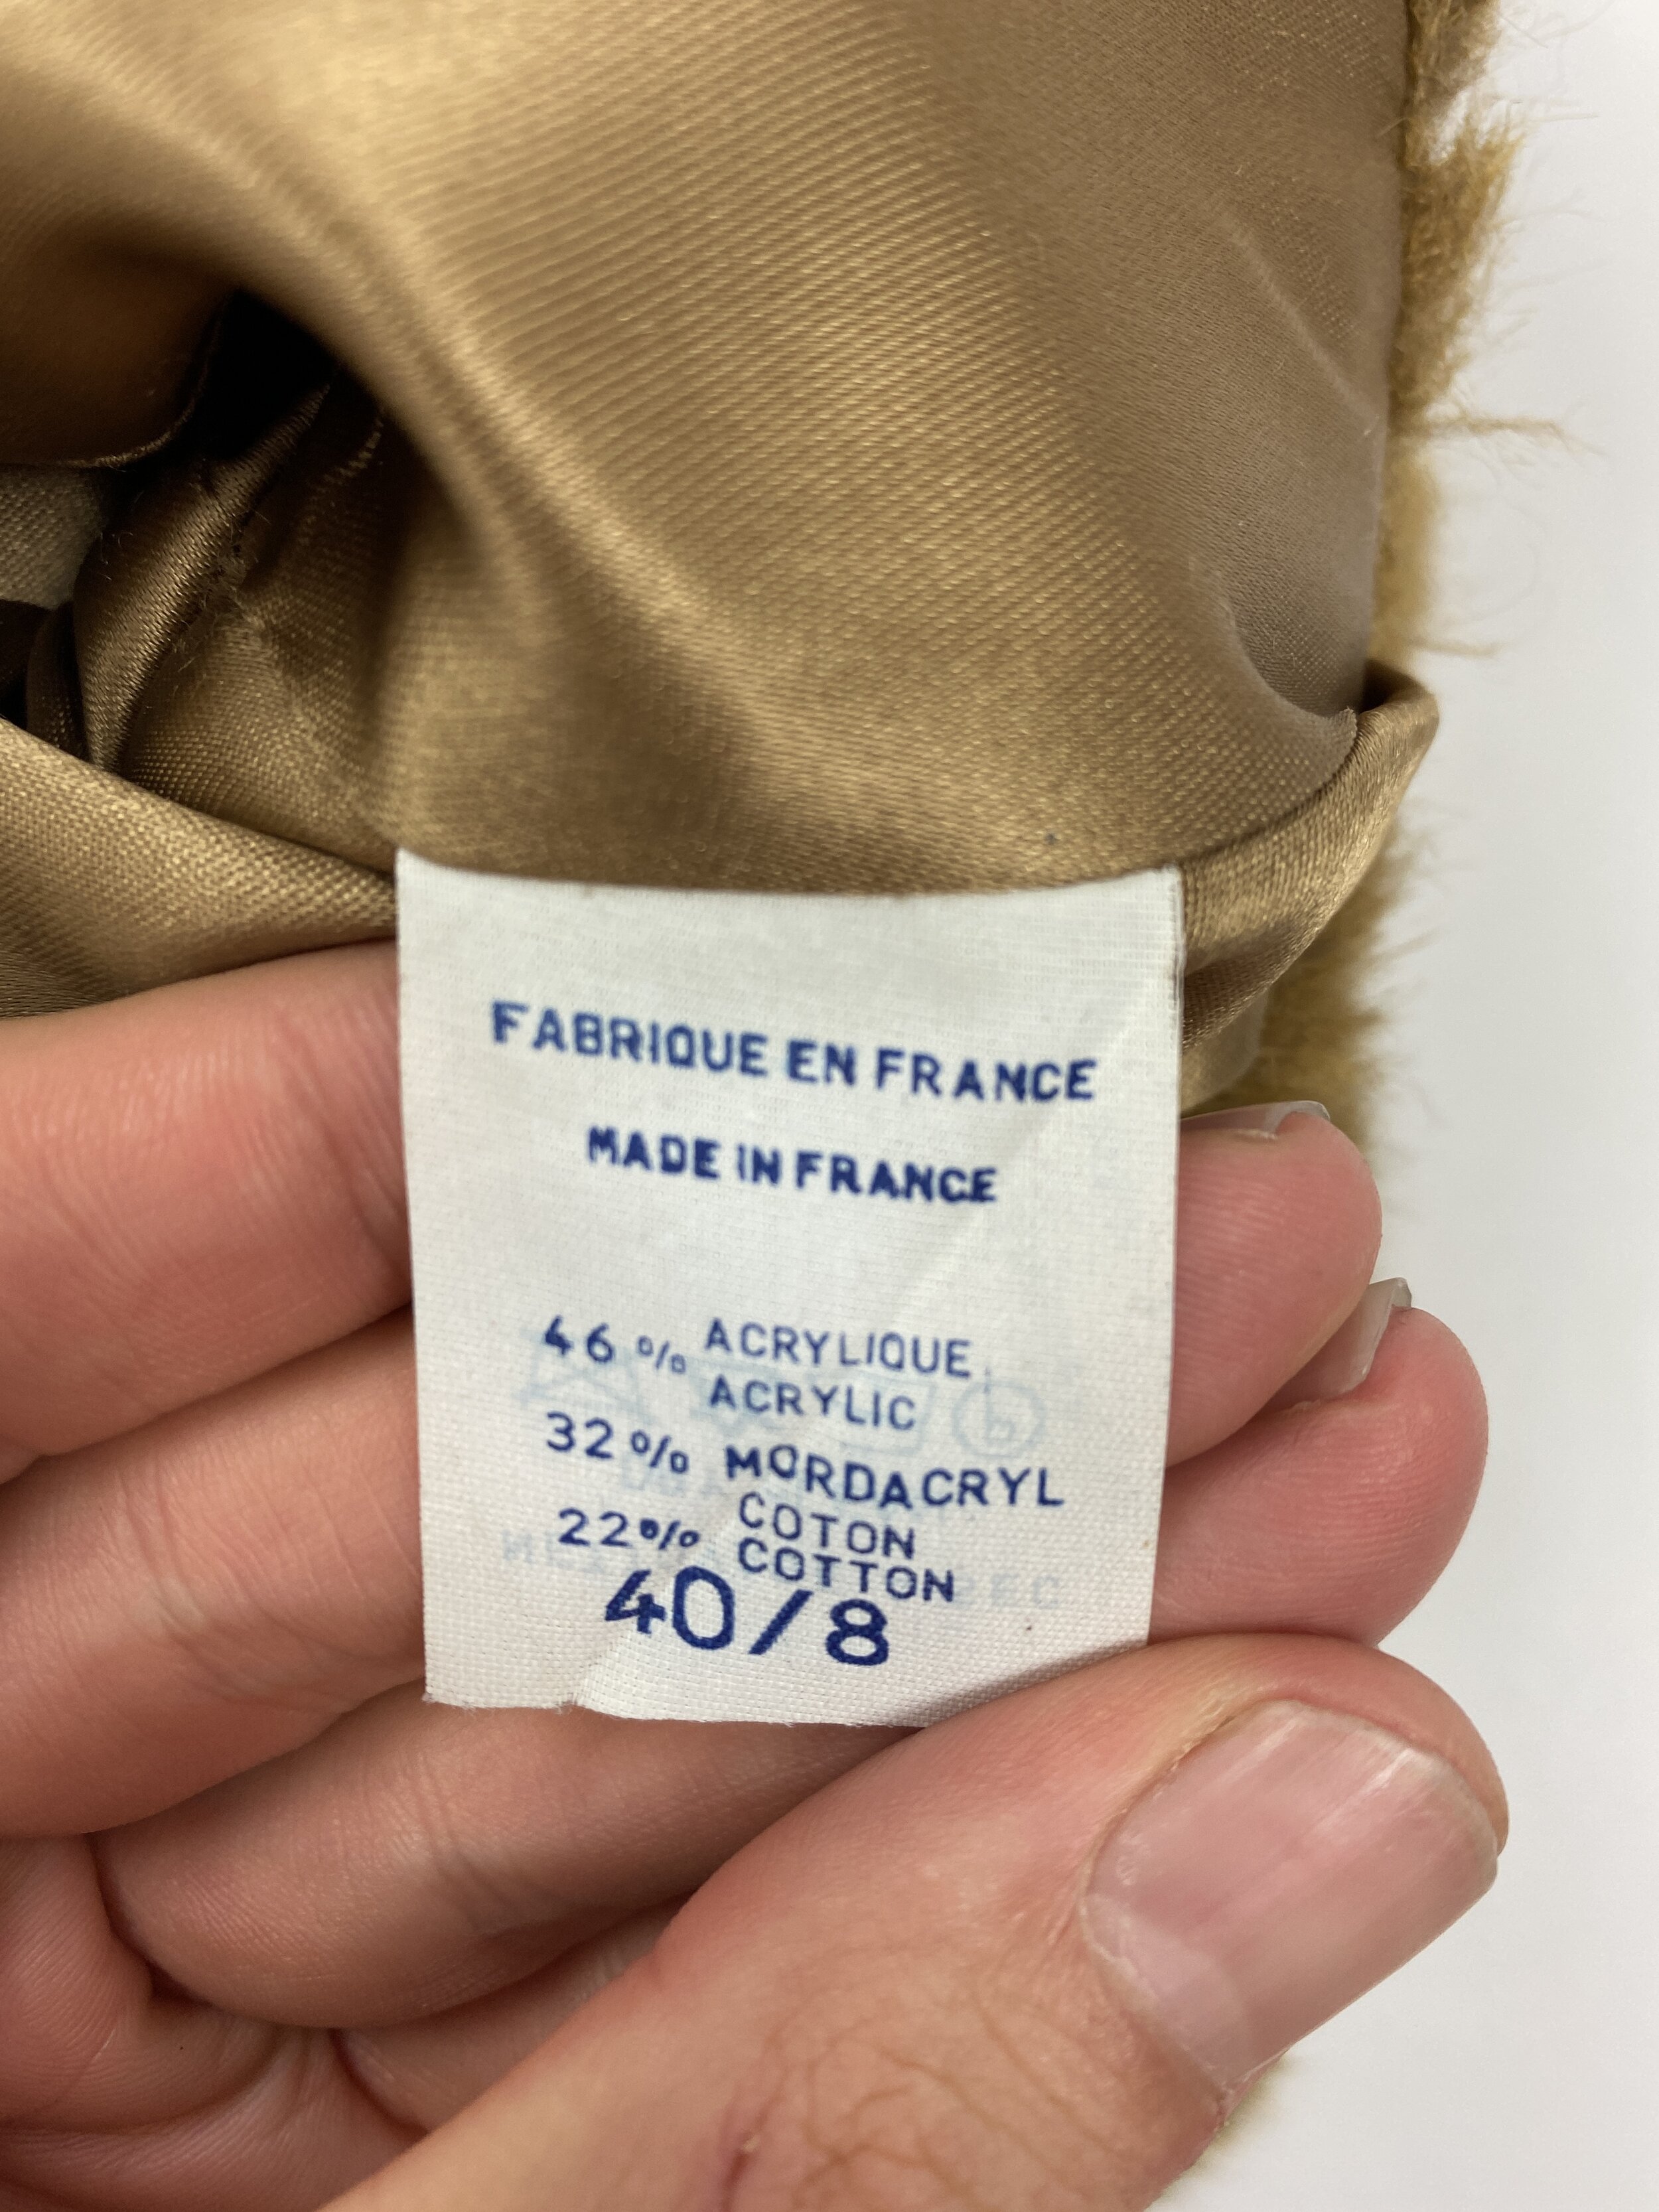 FABRIQUE EN FRANCE
MADE IN FRANCE
46% ACRYLIQUE
ACRYLIC
32% MORDACRYL
22% COTON
COTTON
40/8